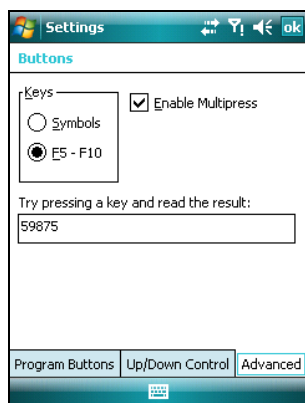 Settings ok
Buttons
Keys
Enable Multipress
Symbols
F5 - F10
Try pressing a key and read the result:
59875
Program Buttons Up/Down Control Advanced